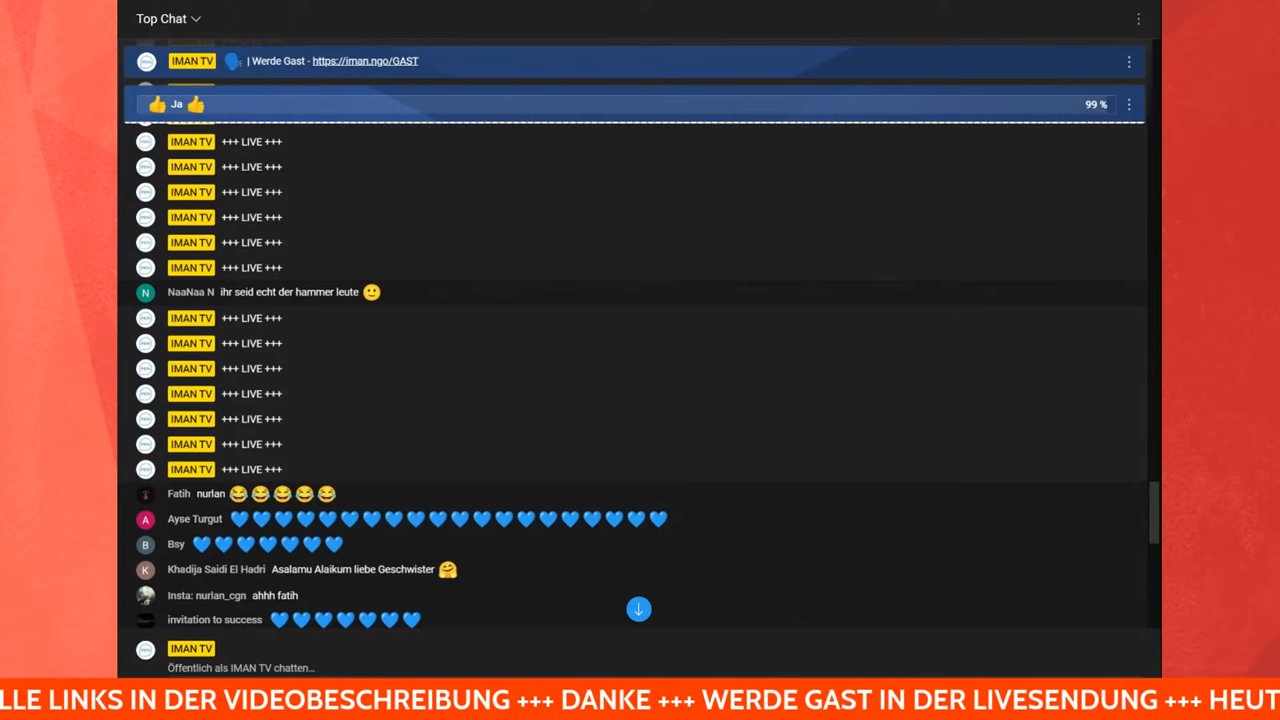 Top Chat
IMAN TV | Werde Gast - https://iman.ngo/GAST
Ja 99 %
IMAN TV +++ LIVE +++
IMAN TV +++ LIVE +++
IMAN TV +++ LIVE +++
IMAN TV +++ LIVE +++
IMAN TV +++ LIVE +++
IMAN TV +++ LIVE +++
N NaaNaa N ihr seid echt der hammer leute
IMAN TV +++ LIVE +++
IMAN TV +++ LIVE +++
IMAN TV +++ LIVE +++
IMAN TV +++ LIVE +++
IMAN TV +++ LIVE +++
IMAN TV +++ LIVE +++
IMAN TV +++ LIVE +++
Fatih nurlan 😂😂😂😂😂
A Ayse Turgut 💙💙💙💙💙💙💙💙💙💙💙💙💙💙💙💙💙💙💙💙
B Bsy 💙💙💙💙💙💙💙
K Khadija Saidi El Hadri Asalamu Alaikum liebe Geschwister 🤗
Insta: nurlan_cgn ahhh fatih
invitation to success 💙💙💙💙💙💙💙
IMAN TV
Öffentlich als IMAN TV chatten...
LLE LINKS IN DER VIDEOBESCHREIBUNG +++ DANKE +++ WERDE GAST IN DER LIVESENDUNG +++ HEUT